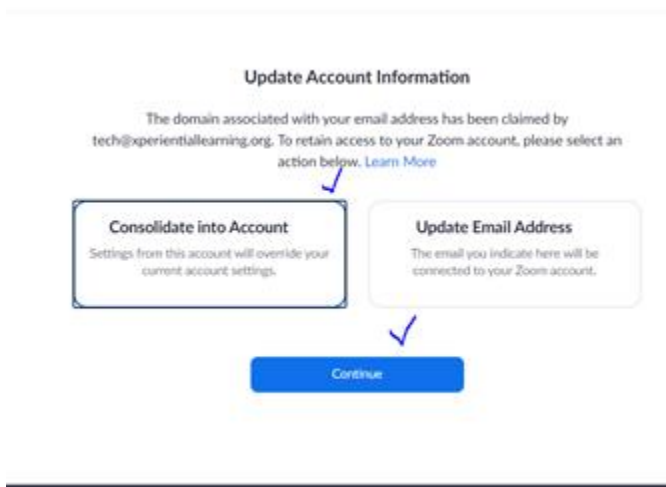 Update Account Information
The domain associated with your email address has been claimed by
tech@xperientiallearning.org. To retain access to your Zoom account, please select an
action below. Learn More
Consolidate into Account
Settings from this account will override your
current account settings.
Update Email Address
The email you indicate here will be
connected to your Zoom account.
Continue